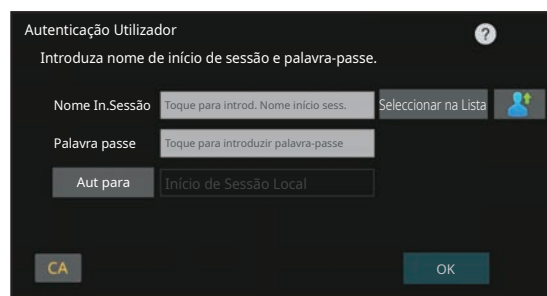 Autenticação Utilizador ?
Introduza nome de início de sessão e palavra-passe.
Nome In.Sessão Toque para introd. Nome início sess. Seleccionar na Lista
Palavra passe Toque para introduzir palavra-passe
Aut para Início de Sessão Local
CA OK